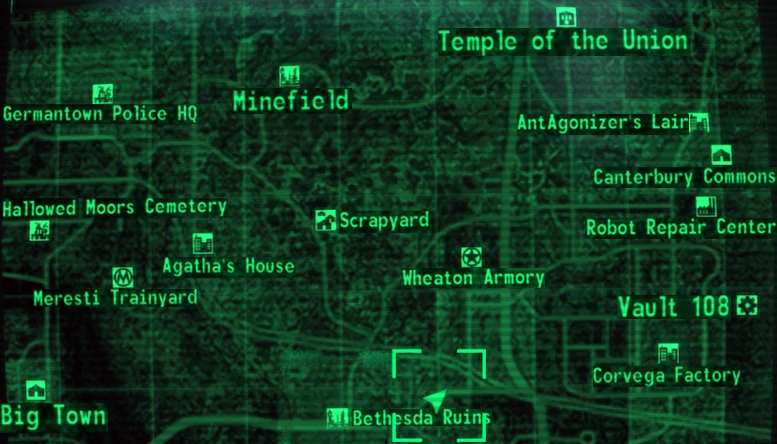 Temple of the Union
Minefield
Germantown Police HQ
AntAgonizer's Lair
Canterbury Commons
Hallowed Moors Cemetery
Scrapyard
Robot Repair Center
Agatha's House
Wheaton Armory
Meresti Trainyard
Vault 108
Corvega Factory
Big Town
Bethesda Ruins